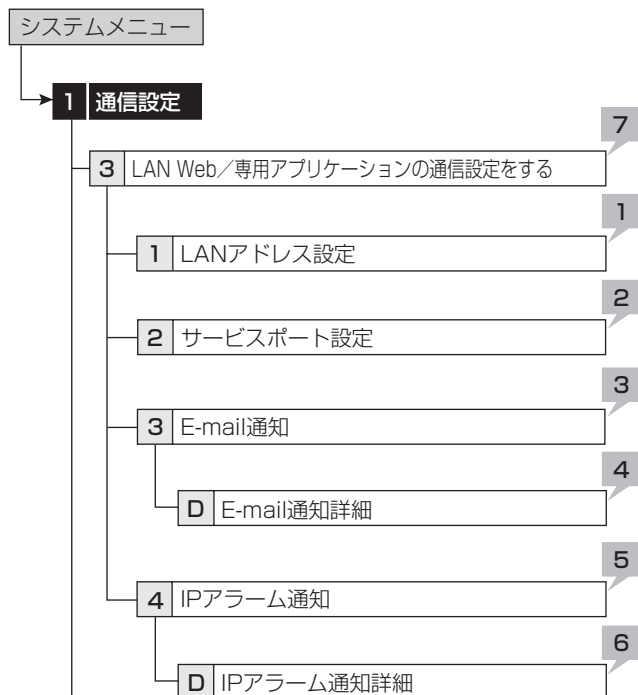 システムメニュー
1 通信設定
7
3 LAN Web／専用アプリケーションの通信設定をする
1
1 LANアドレス設定
2
2 サービスポート設定
3
3 E-mail通知
4
D E-mail通知詳細
5
4 IPアラーム通知
6
D IPアラーム通知詳細